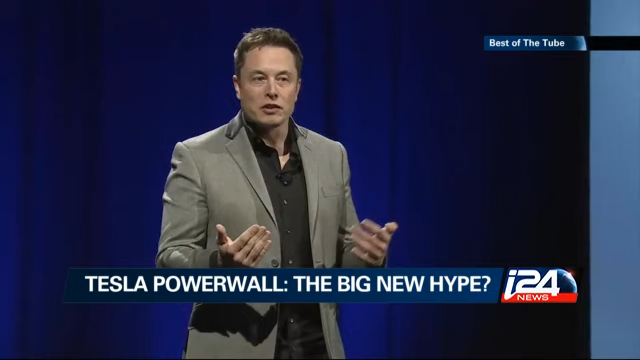 Best of The Tube
TESLA POWERWALL: THE BIG NEW HYPE?
i24
NEWS